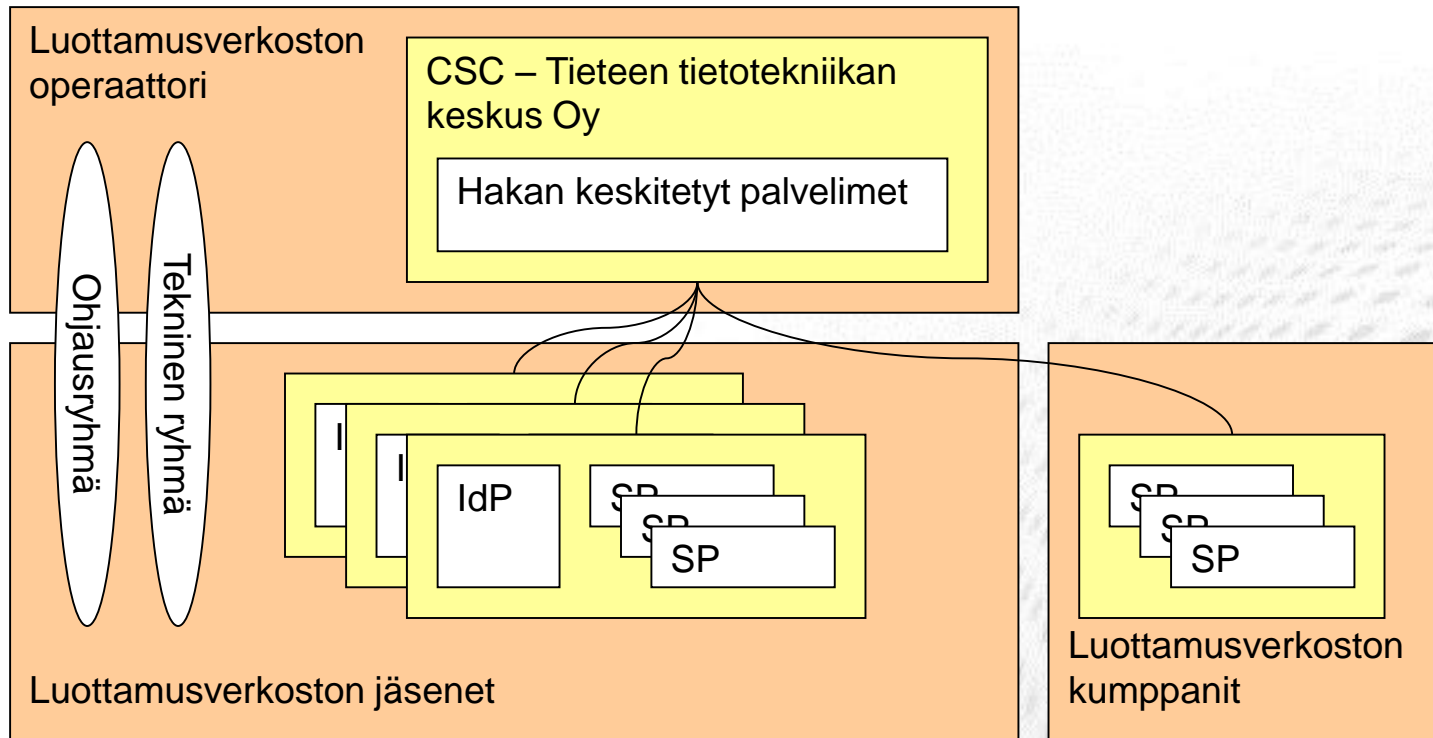 Luottamusverkoston
operaattori
CSC – Tieteen tietotekniikan
keskus Oy
Hakan keskitetyt palvelimet
Ohjausryhmä
Tekninen ryhmä
I
I
IdP
SP
SP
SP
SP
SP
SP
Luottamusverkoston jäsenet
Luottamusverkoston
kumppanit